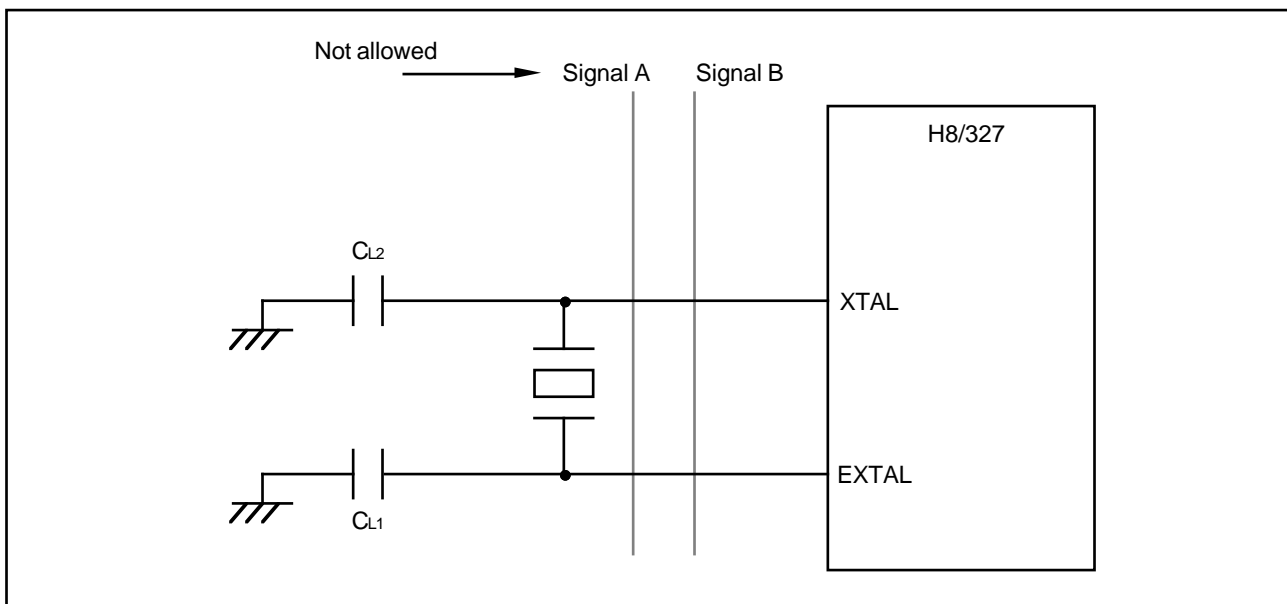 Not allowed
Signal A
Signal B
H8/327
CL2
XTAL
EXTAL
CL1